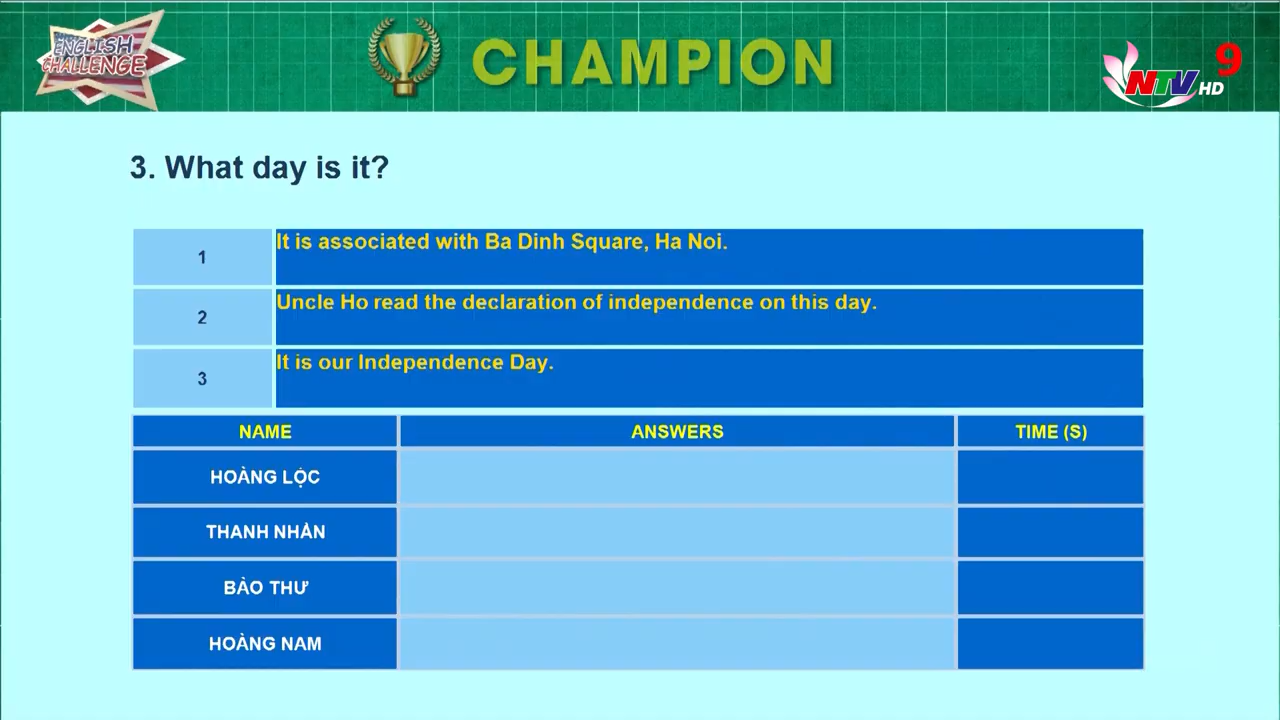 ENGLISH
CHALLENGE
CHAMPION
9
NTV HD
3. What day is it?
1 It is associated with Ba Dinh Square, Ha Noi.
2 Uncle Ho read the declaration of independence on this day.
3 It is our Independence Day.
NAME ANSWERS TIME (S)
HOÀNG LỘC
THANH NHÀN
BẢO THƯ
HOÀNG NAM